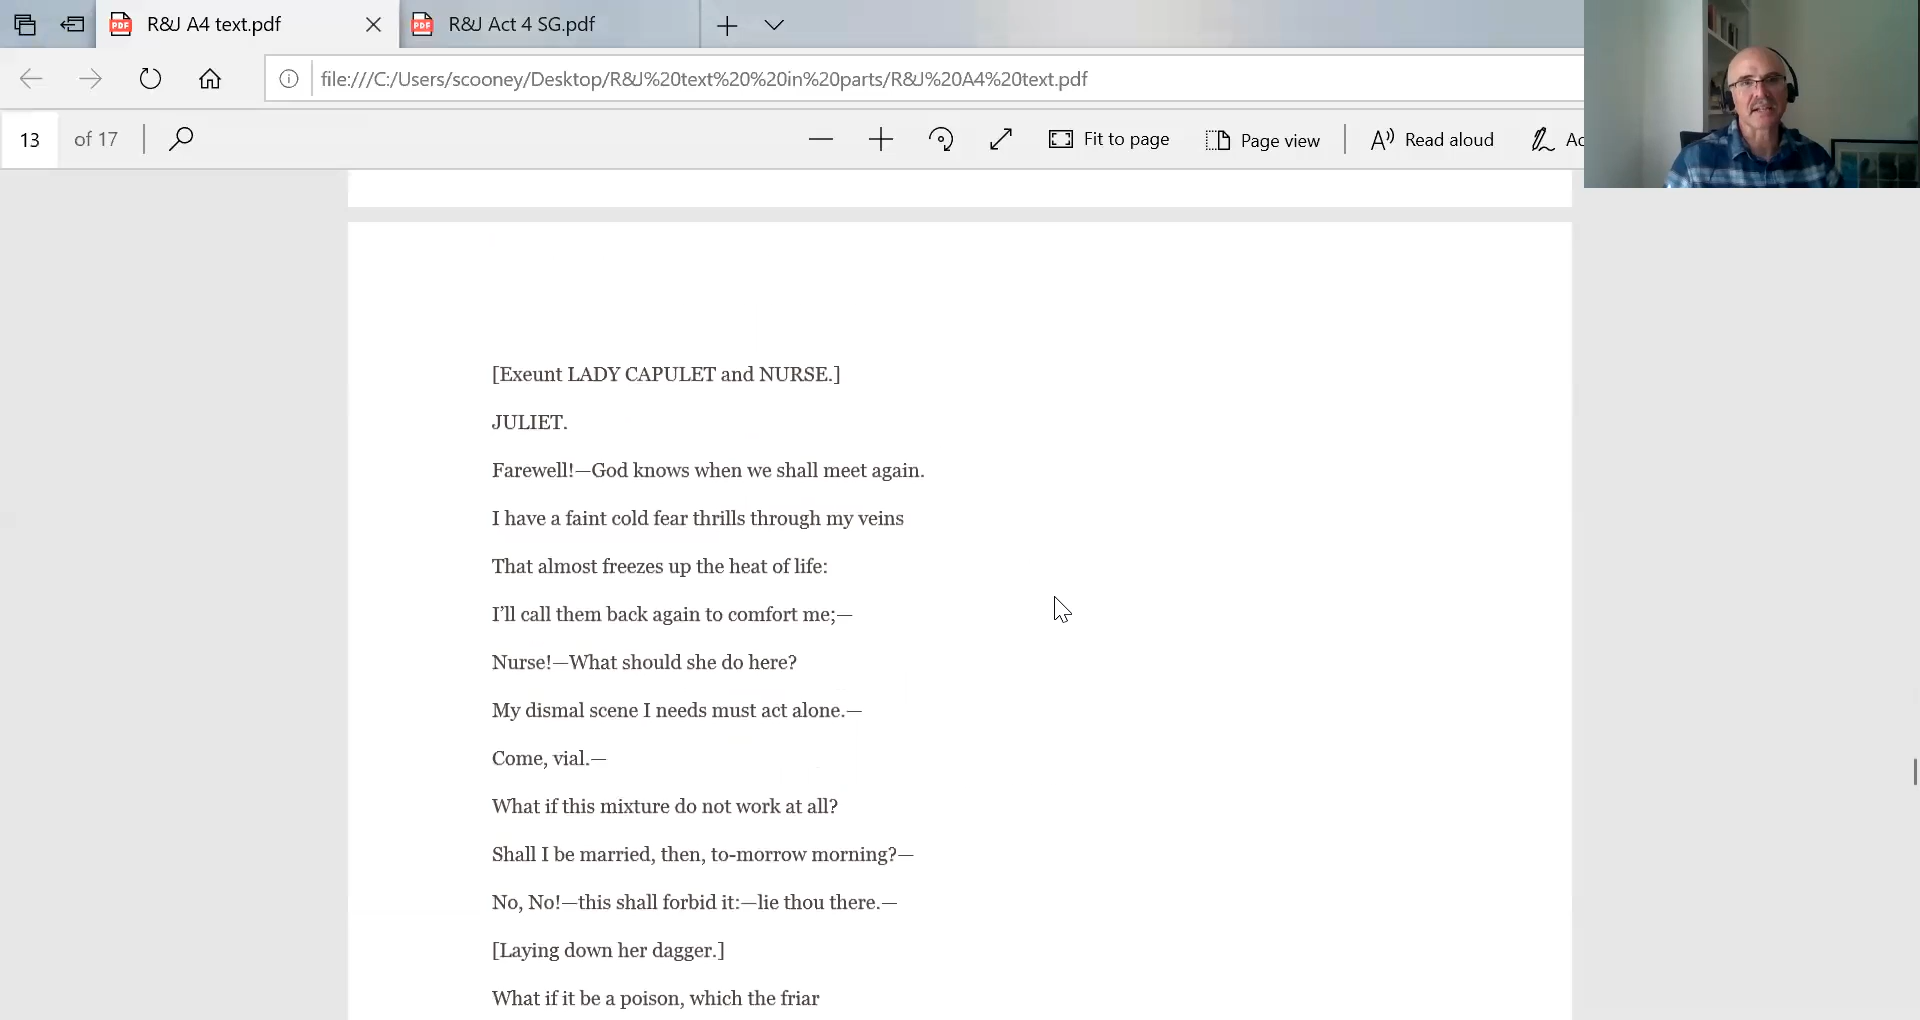 R&J A4 text.pdf
R&J Act 4 SG.pdf
file:///C:/Users/scooney/Desktop/R&J%20text%20%20in%20parts/R&J%20A4%20text.pdf
13 of 17
Fit to page
Page view
Read aloud
Ac
[Exeunt LADY CAPULET and NURSE.]
JULIET.
Farewell!—God knows when we shall meet again.
I have a faint cold fear thrills through my veins
That almost freezes up the heat of life:
I’ll call them back again to comfort me;—
Nurse!—What should she do here?
My dismal scene I needs must act alone.—
Come, vial.—
What if this mixture do not work at all?
Shall I be married, then, to-morrow morning?—
No, No!—this shall forbid it:—lie thou there.—
[Laying down her dagger.]
What if it be a poison, which the friar